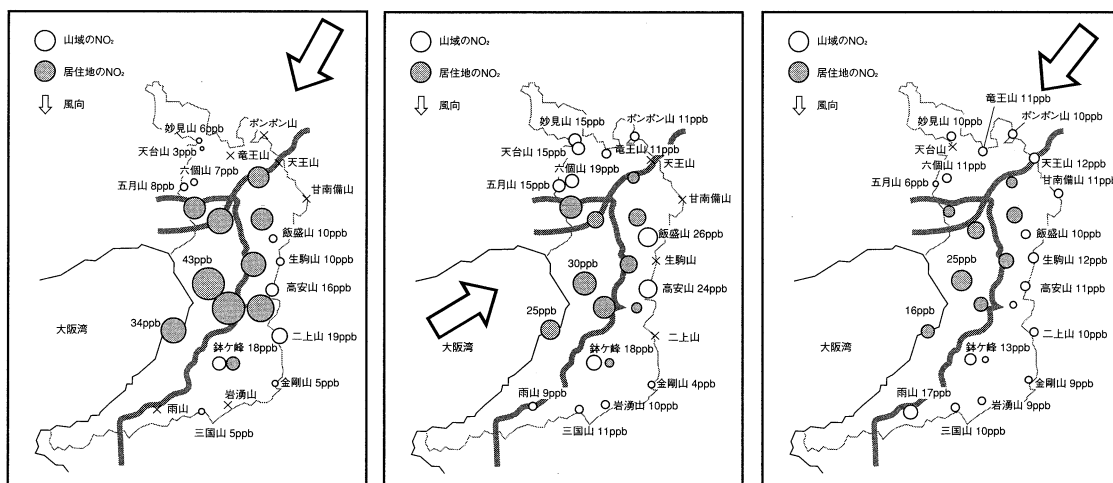 山域のNO₂
居住地のNO₂
風向
妙見山 6ppb
ポンポン山
天台山 3ppb
竜王山
天王山
六個山 7ppb
五月山 8ppb
甘南備山
飯盛山 10ppb
生駒山 10ppb
43ppb
高安山 16ppb
34ppb
大阪湾
二上山 19ppb
鉢ケ峰 18ppb
金剛山 5ppb
岩湧山
雨山
三国山 5ppb
山域のNO₂
居住地のNO₂
風向
妙見山 15ppb
ポンポン山 11ppb
天台山 15ppb
竜王山 11ppb
天王山
六個山 19ppb
五月山 15ppb
甘南備山
飯盛山 26ppb
生駒山
30ppb
高安山 24ppb
25ppb
大阪湾
二上山
鉢ケ峰 18ppb
金剛山 4ppb
雨山 9ppb
岩湧山 10ppb
三国山 11ppb
山域のNO₂
居住地のNO₂
風向
竜王山 11ppb
妙見山 10ppb
ポンポン山 10ppb
天台山
天王山 12ppb
六個山 11ppb
五月山 6ppb
甘南備山 11ppb
飯盛山 10ppb
生駒山 12ppb
25ppb
高安山 11ppb
16ppb
大阪湾
二上山 10ppb
鉢ケ峰 13ppb
金剛山 9ppb
雨山 17ppb
岩湧山 9ppb
三国山 10ppb